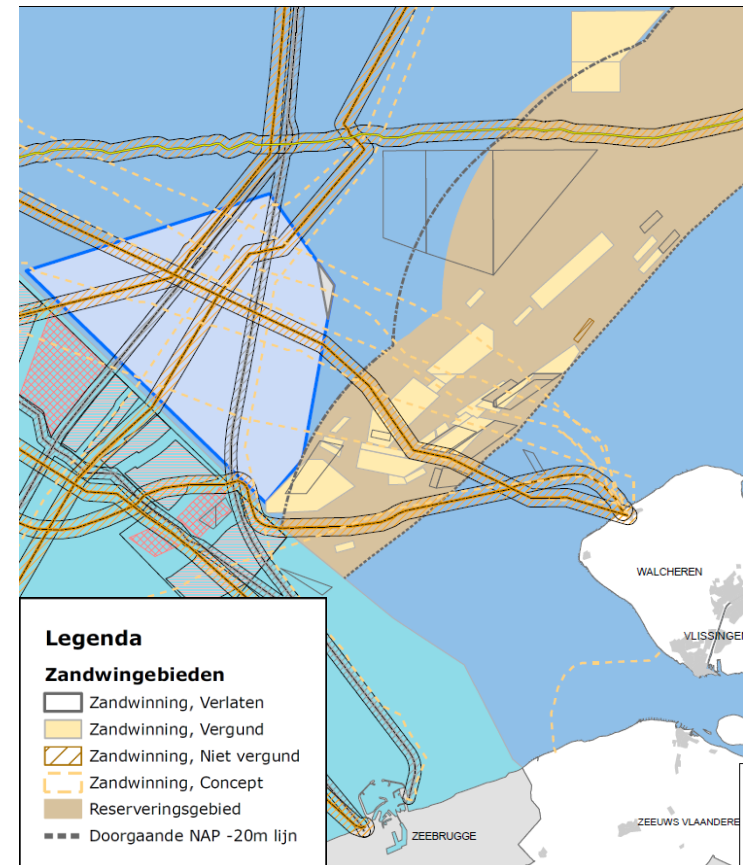 WALCHEREN
VLISSINGEN
Legenda
Zandwingebieden
Zandwinning, Verlaten
Zandwinning, Vergund
Zandwinning, Niet vergund
Zandwinning, Concept
Reserveringsgebied
Doorgaande NAP -20m lijn
ZEEBRUGGE
ZEEUWS VLAANDERE